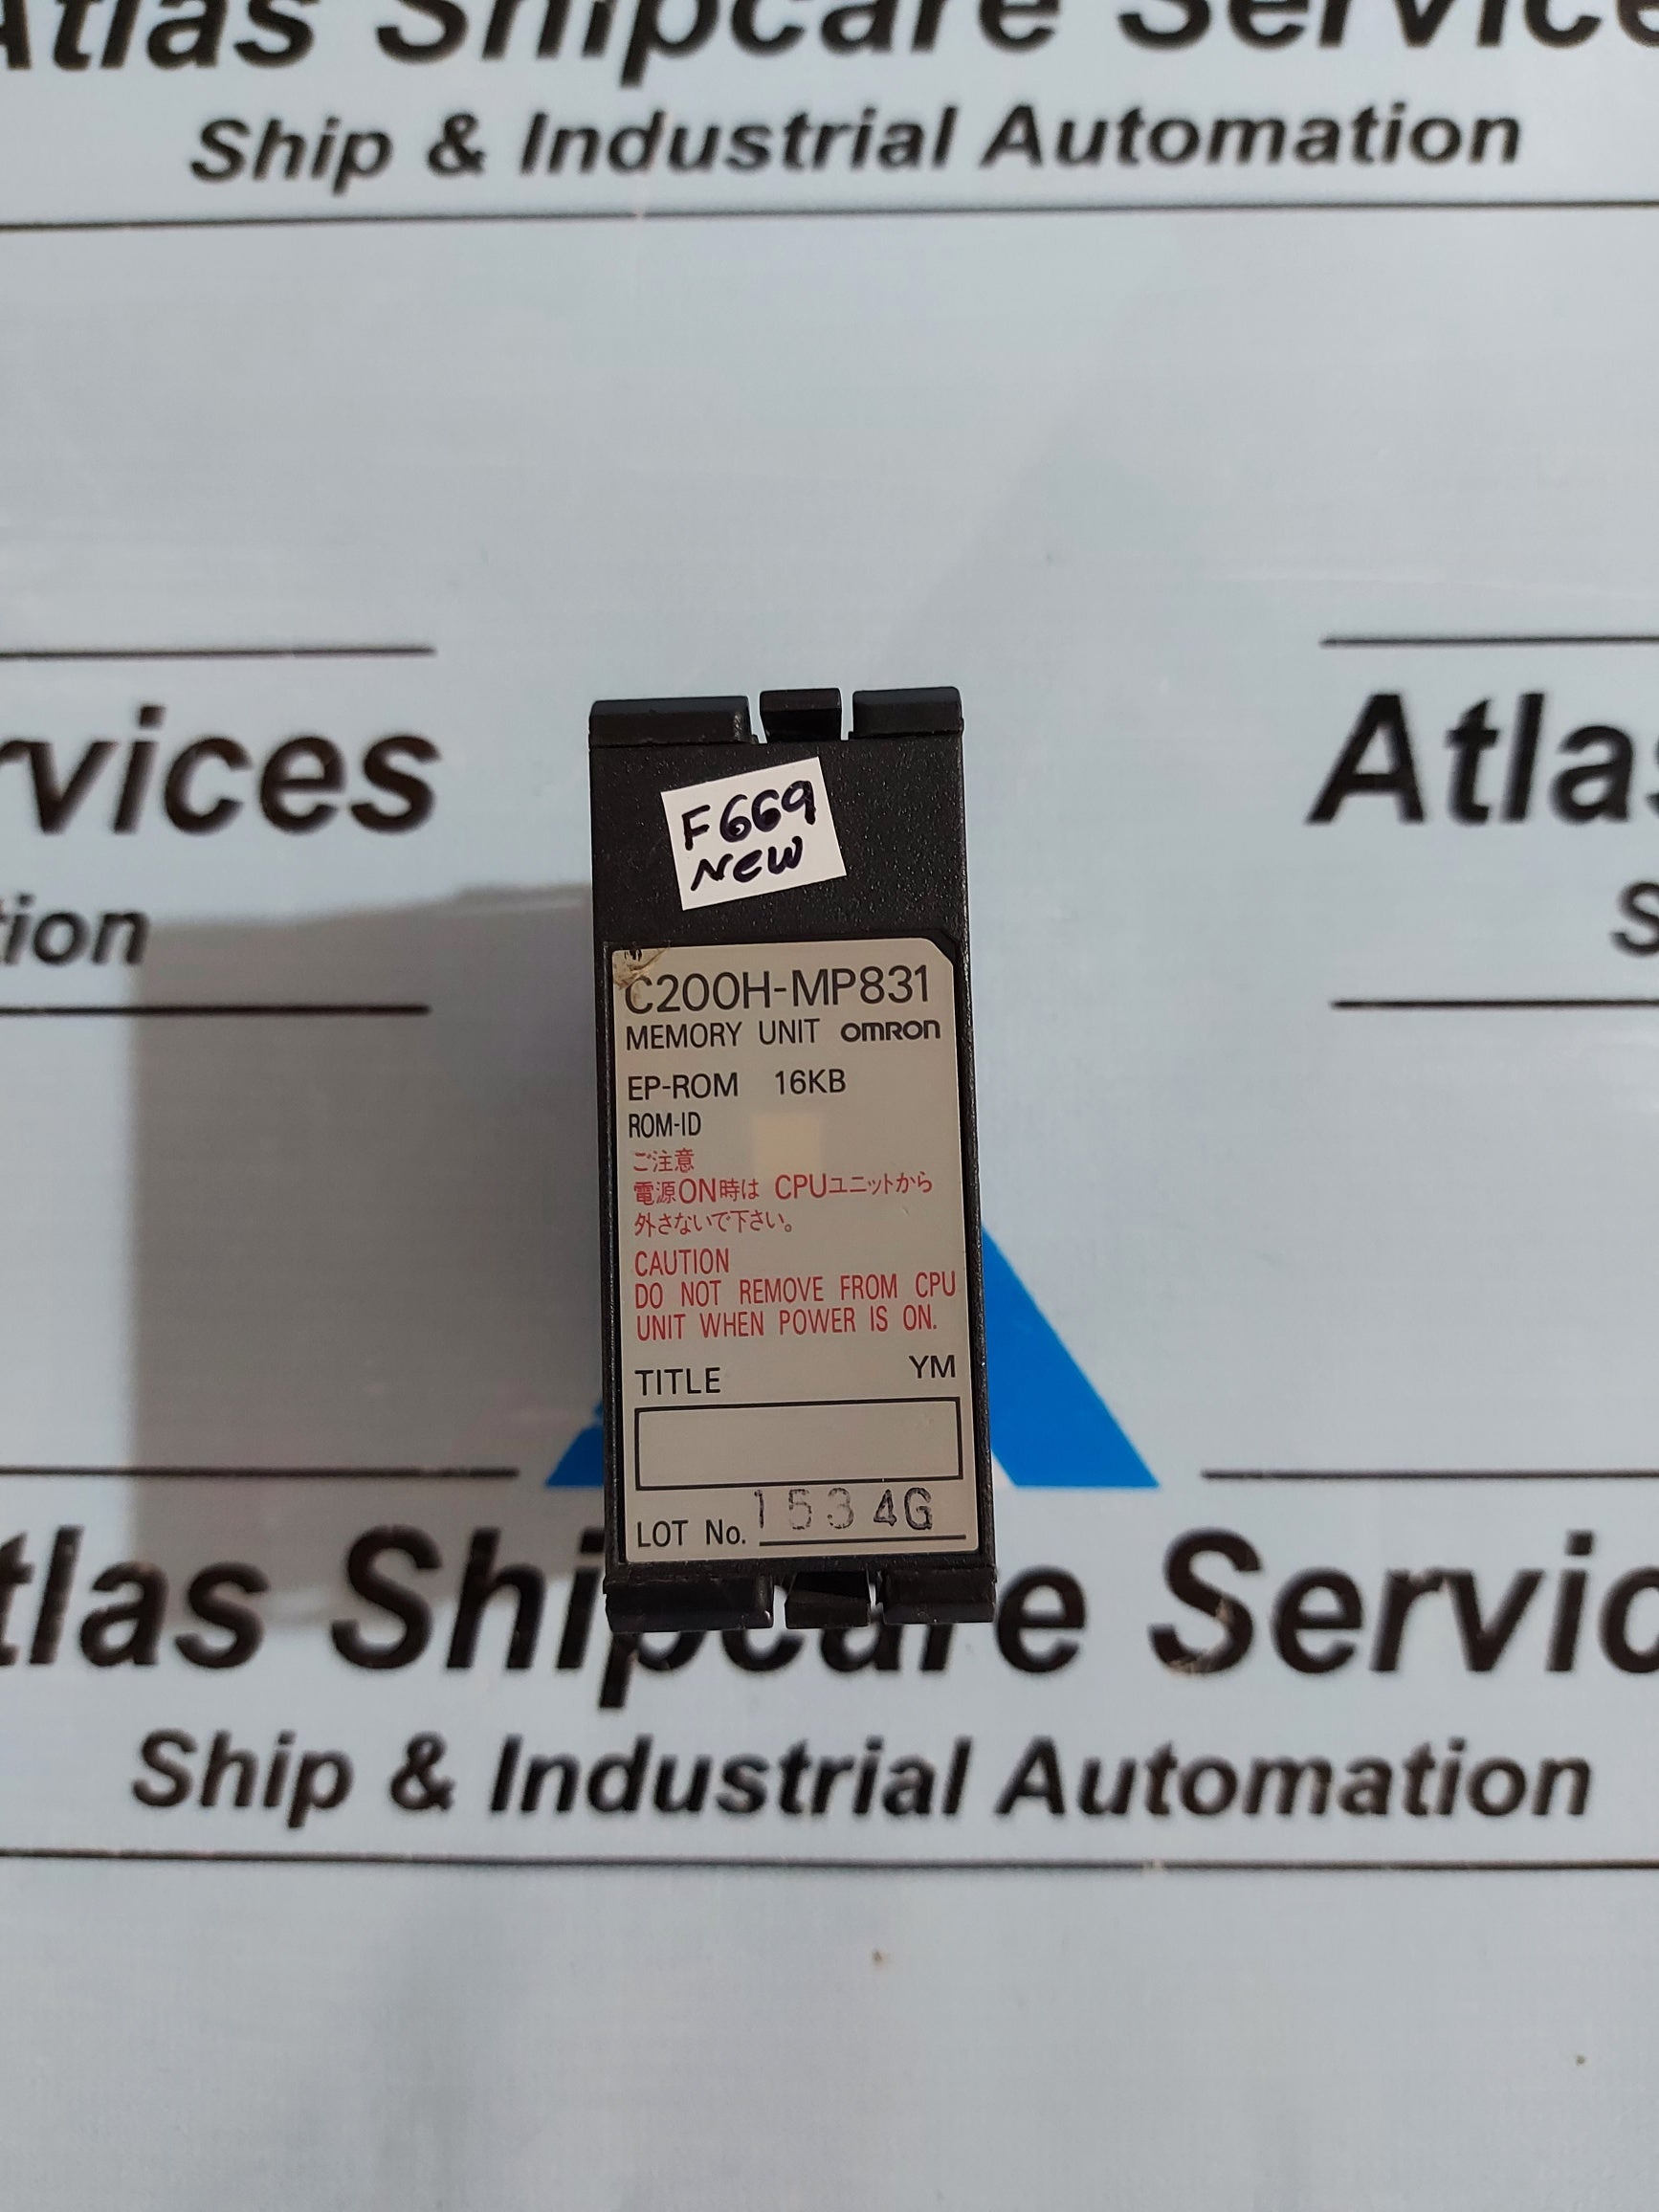 Atlas Shipcare Service
Ship & Industrial Automation
rvices
Atlas
tion
S
F669
New
C200H-MP831
MEMORY UNIT OMRON
EP-ROM 16KB
ROM-ID
ご注意
電源ON時は CPUユニットから
外さないで下さい。
CAUTION
DO NOT REMOVE FROM CPU
UNIT WHEN POWER IS ON.
TITLE YM
LOT No. 1534G
tlas Shipcare Servic
Ship & Industrial Automation